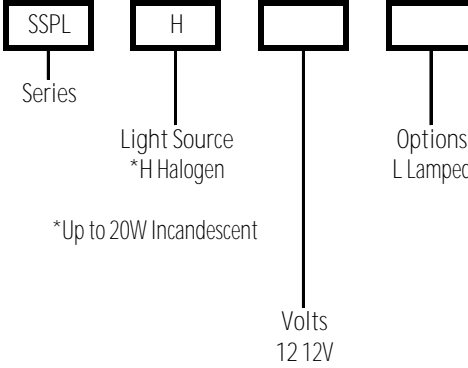 SSPL H
Series
Light Source
*H Halogen
Options
L Lamped
*Up to 20W Incandescent
Volts
12 12V